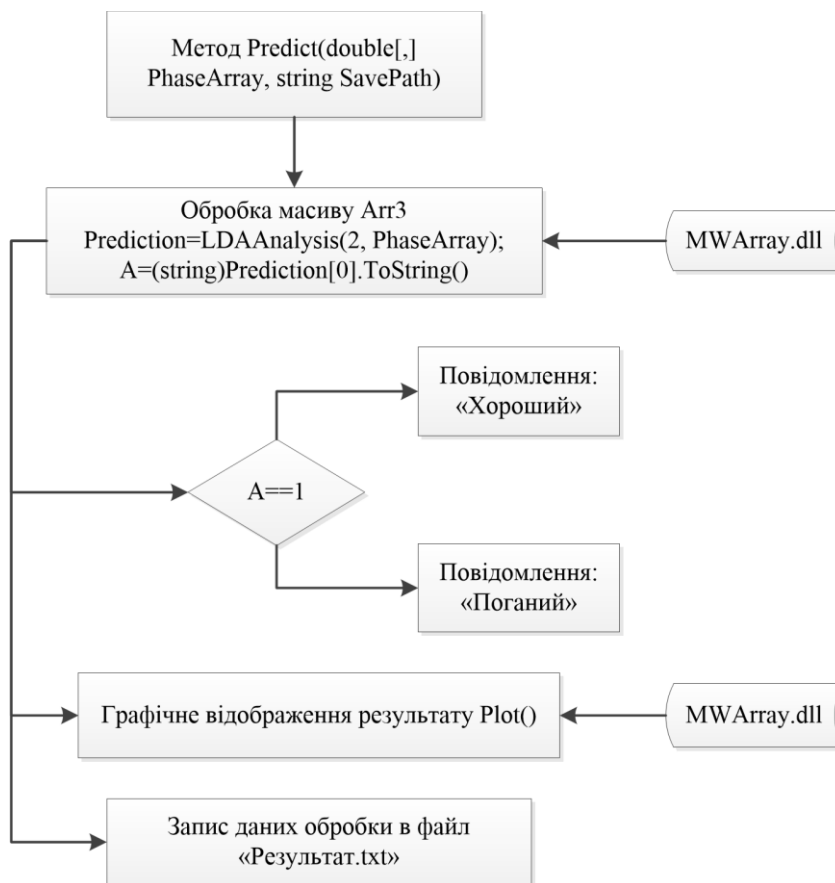 Метод Predict(double[,]
PhaseArray, string SavePath)
Обробка масиву Arr3
Prediction=LDAAnalysis(2, PhaseArray);
A=(string)Prediction[0].ToString()
MWArray.dll
Повідомлення:
«Хороший»
A==1
Повідомлення:
«Поганий»
Графічне відображення результату Plot()
MWArray.dll
Запис даних обробки в файл
«Результат.txt»